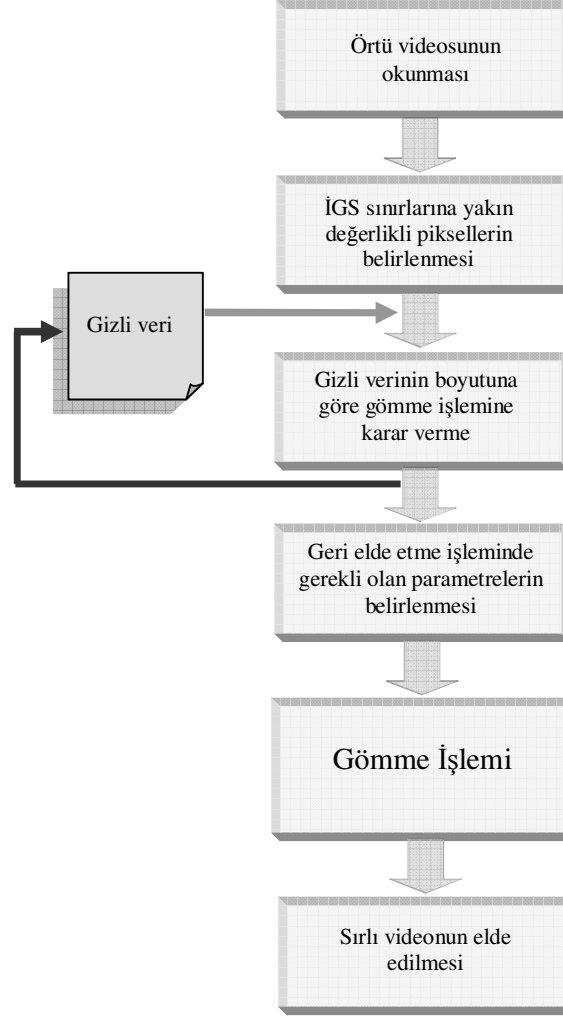 Örtü videosunun
okunması
İGS sınırlarına yakın
değerlikli piksellerin
belirlenmesi
Gizli veri
Gizli verinin boyutuna
göre gömme işlemine
karar verme
Geri elde etme işleminde
gerekli olan parametrelerin
belirlenmesi
Gömme İşlemi
Sırlı videonun elde
edilmesi